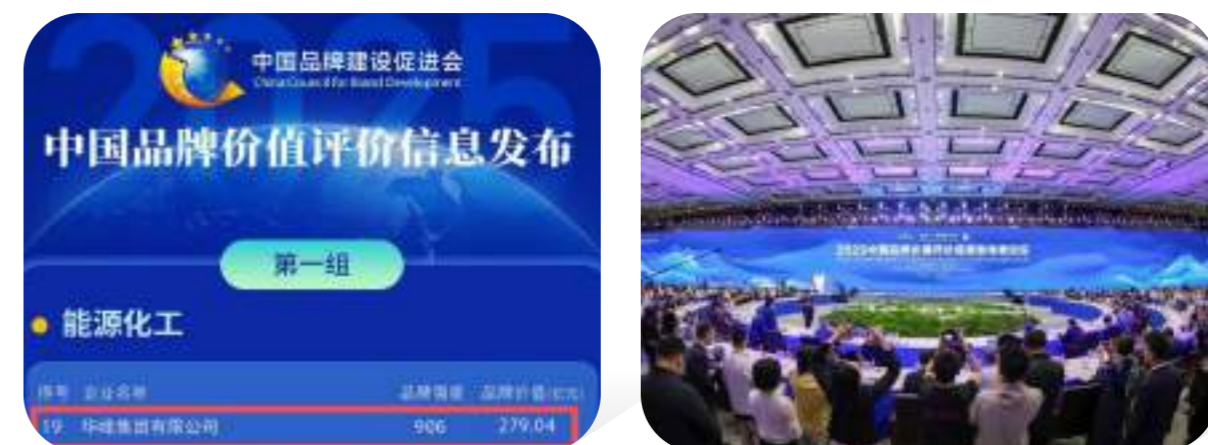 2025
中国品牌建设促进会
China Council for Brand Development
中国品牌价值评价信息发布
第一组
能源化工
序号 企业名称 品牌强度 品牌价值(亿元)
19 华峰集团有限公司 906 279.04